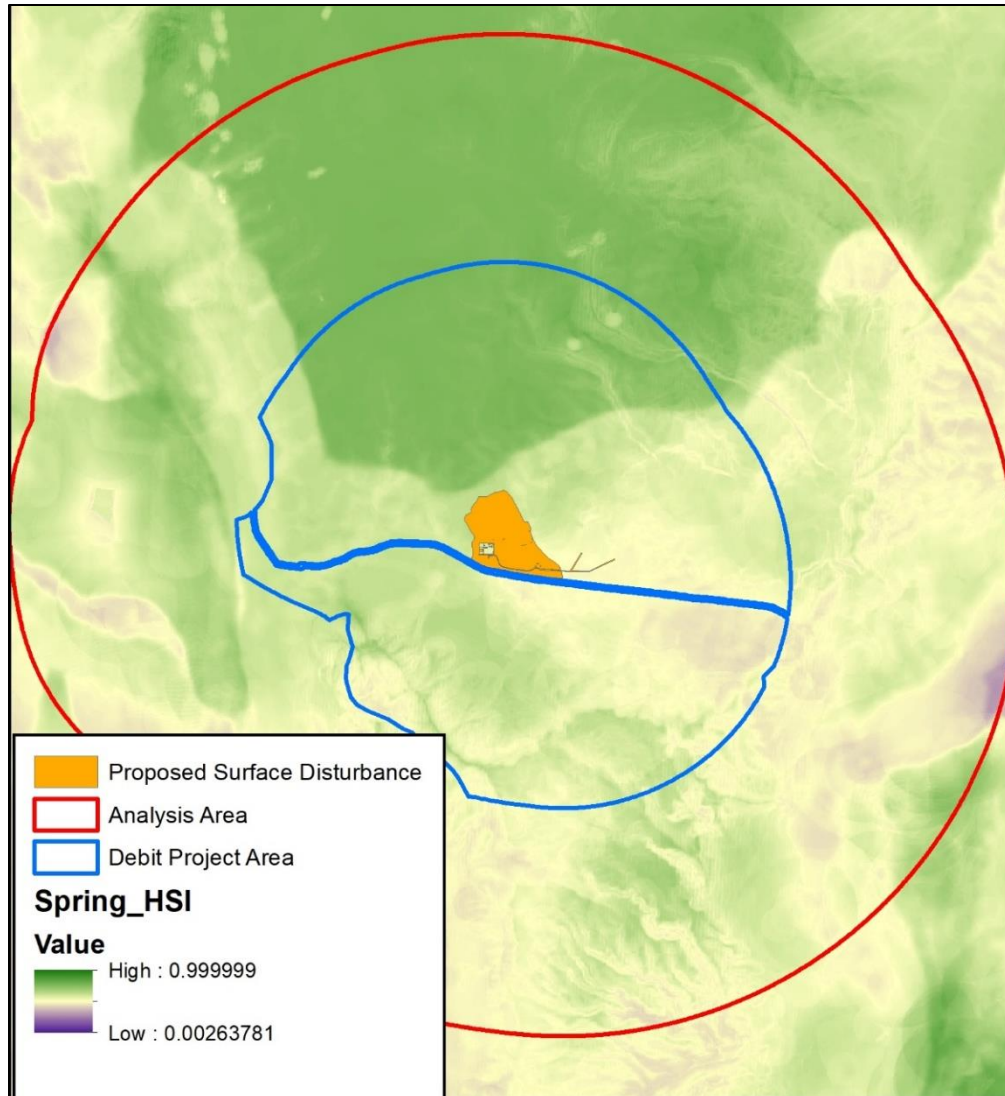 Proposed Surface Disturbance
Analysis Area
Debit Project Area
Spring_HSI
Value
High : 0.999999
Low : 0.00263781